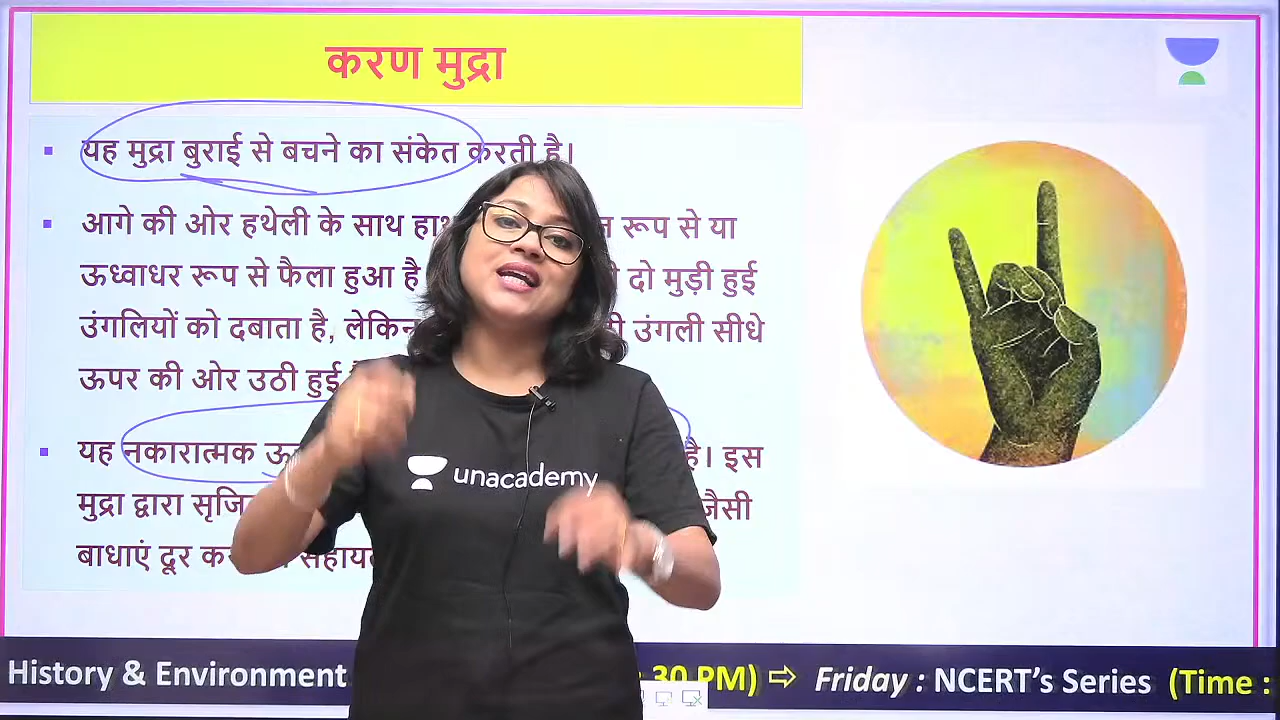 करण मुद्रा
यह मुद्रा बुराई से बचने का संकेत करती है।
आगे की ओर हथेली के साथ रूप से या
ऊध्वाधर रूप से फैला हुआ है दो मुड़ी हुई
उंगलियों को दबाता है, लेकिन उंगली सीधे
ऊपर की ओर उठी हुई
यह नकारात्मक है। इस
मुद्रा द्वारा जैसी
बाधाएं दूर
unacademy
History & Environment 30 PM) ⇨ Friday : NCERT's Series (Time :